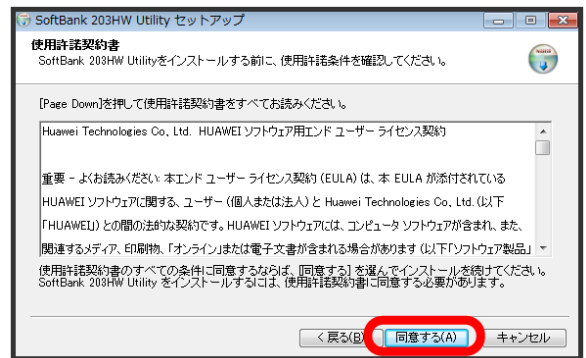 SoftBank 203HW Utility セットアップ
使用許諾契約書
SoftBank 203HW Utilityをインストールする前に、使用許諾条件を確認してください。
[Page Down]を押して使用許諾契約書をすべてお読みください。
Huawei Technologies Co., Ltd. HUAWEI ソフトウェア用エンド ユーザー ライセンス契約
重要 - よくお読みください: 本エンド ユーザー ライセンス契約 (EULA) は、本 EULA が添付されている
HUAWEI ソフトウェアに関する、ユーザー (個人または法人) と Huawei Technologies Co., Ltd. (以下
「HUAWEI」) との間の法的な契約です。HUAWEI ソフトウェアには、コンピュータ ソフトウェアが含まれ、また、
関連するメディア、印刷物、「オンライン」または電子文書が含まれる場合があります (以下「ソフトウェア製品」
使用許諾契約書のすべての条件に同意するならば、[同意する] を選んでインストールを続けてください。
SoftBank 203HW Utility をインストールするには、使用許諾契約書に同意する必要があります。
< 戻る(B) 同意する(A) キャンセル